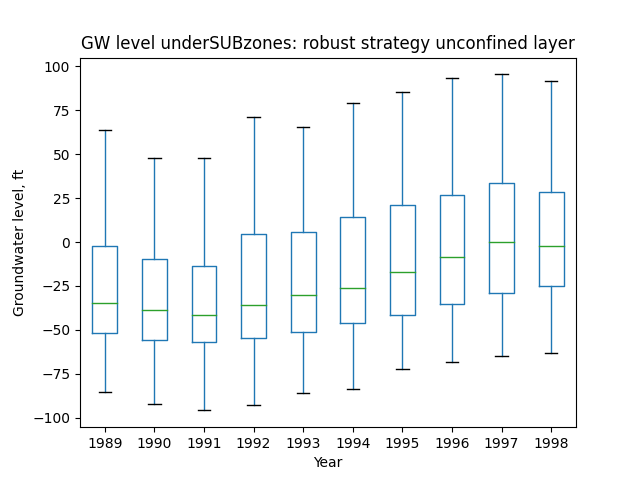 GW level underSUBzones: robust strategy unconfined layer
100
75
50
25
0
−25
−50
−75
−100
Groundwater level, ft
1989 1990 1991 1992 1993 1994 1995 1996 1997 1998
Year